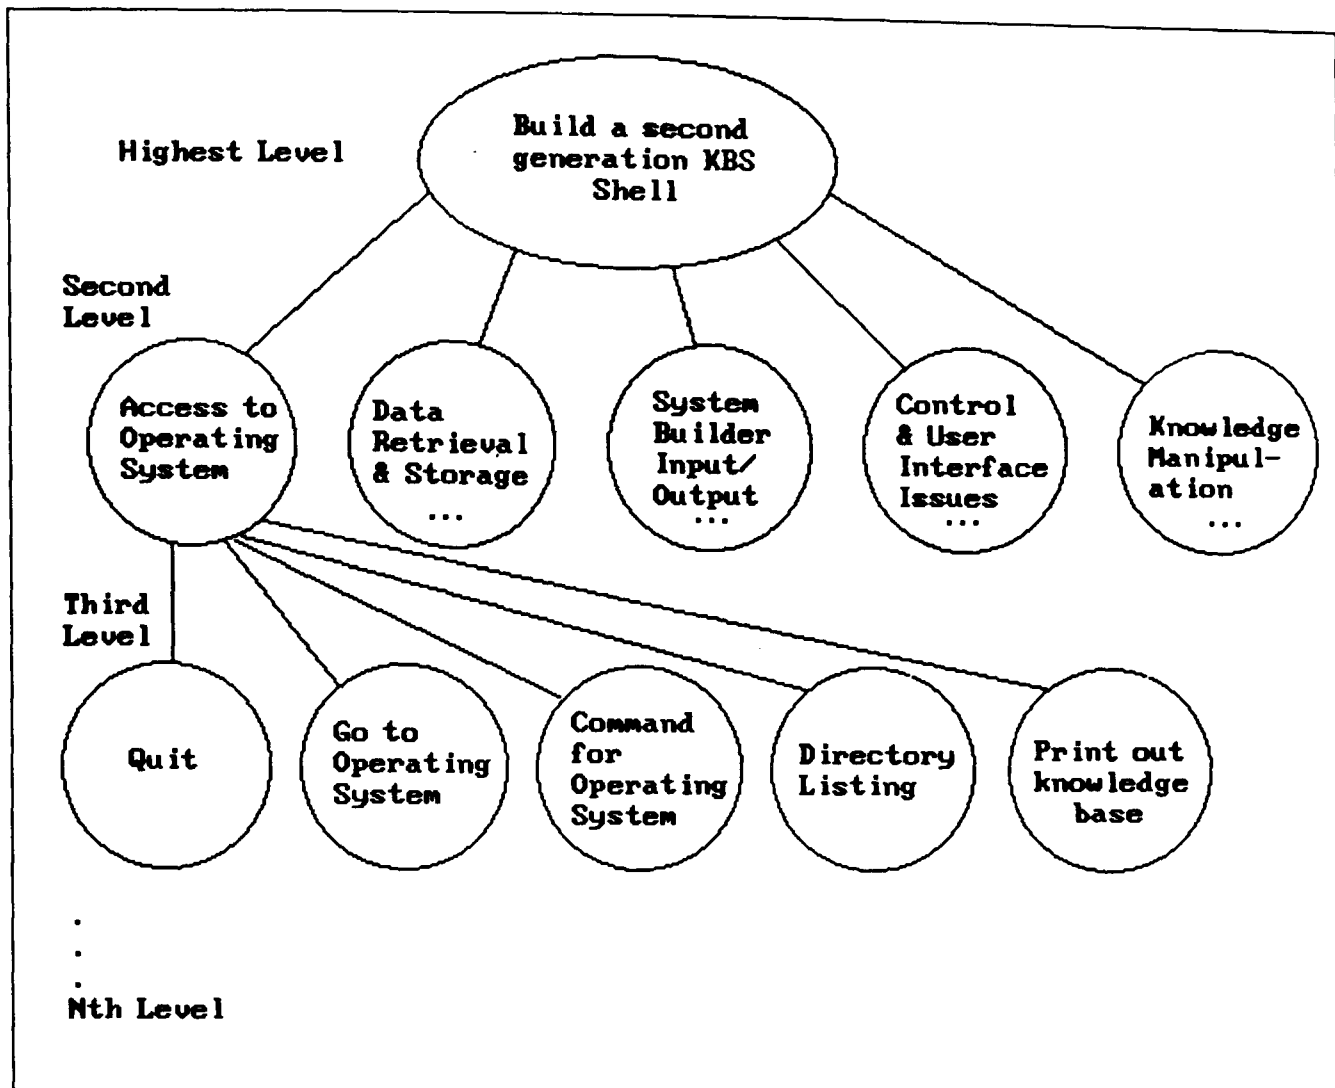 Highest Level
Build a second
generation KBS
Shell
Second
Level
Access to
Operating
System
Data
Retrieval
& Storage
...
System
Builder
Input/
Output
...
Control
& User
Interface
Issues
...
Knowledge
Manipul-
ation
...
Third
Level
Quit
Go to
Operating
System
Command
for
Operating
System
Directory
Listing
Print out
knowledge
base
.
.
.
Nth Level